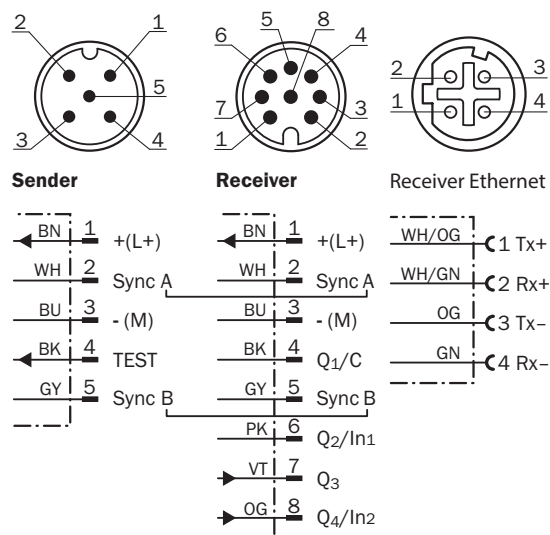 2 1 5 8 4 6
5 7 3 2 3
3 4 1 2 1 4
Sender Receiver Receiver Ethernet
BN 1 +(L+) BN 1 +(L+) WH/OG 1 Tx+
WH 2 Sync A WH 2 Sync A WH/GN 2 Rx+
BU 3 - (M) BU 3 - (M) OG 3 Tx–
BK 4 TEST BK 4 Q1/C GN 4 Rx–
GY 5 Sync B GY 5 Sync B
PK 6 Q2/In1
VT 7 Q3
OG 8 Q4/In2